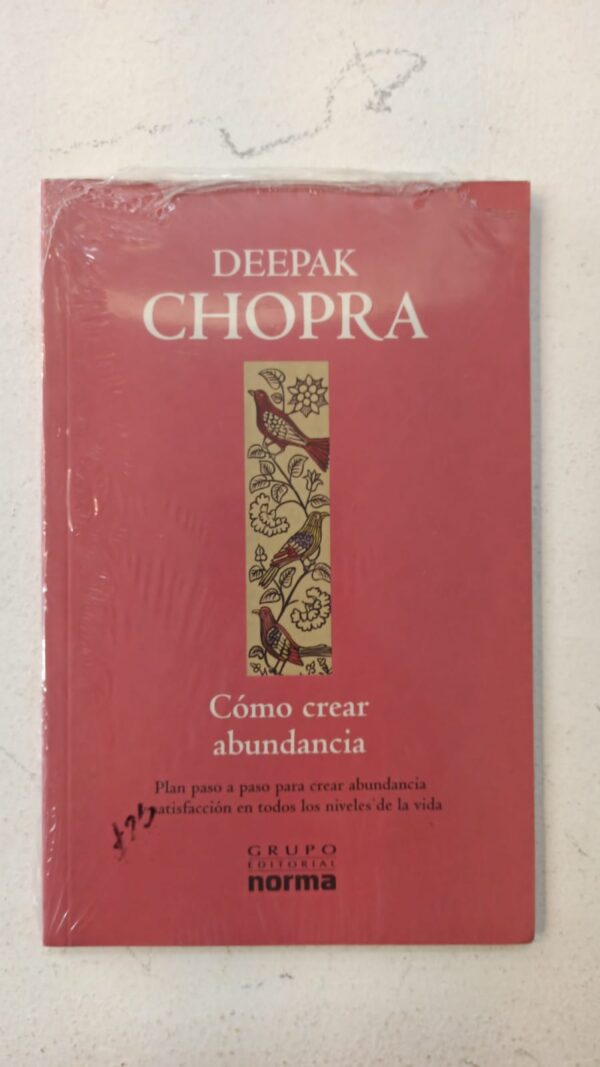 DEEPAK
CHOPRA
Cómo crear
abundancia
Plan paso a paso para crear abundancia
satisfacción en todos los niveles de la vida
GRUPO
EDITORIAL
norma